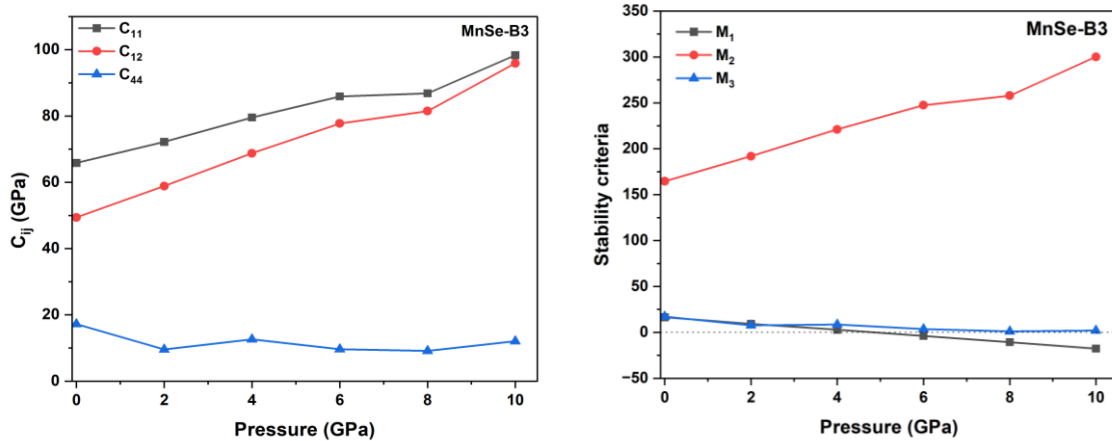 MnSe-B3
C₁₁
C₁₂
C₄₄
100
80
60
40
20
0
Cᵢⱼ (GPa)
0 2 4 6 8 10
Pressure (GPa)
MnSe-B3
M₁
M₂
M₃
350
300
250
200
150
100
50
0
−50
Stability criteria
0 2 4 6 8 10
Pressure (GPa)